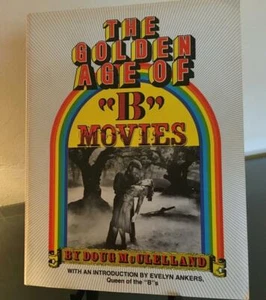 THE
GOLDEN
AGE OF
"B"
MOVIES
BY DOUG McCLELLAND
WITH AN INTRODUCTION BY EVELYN ANKERS,
Queen of the "B"s